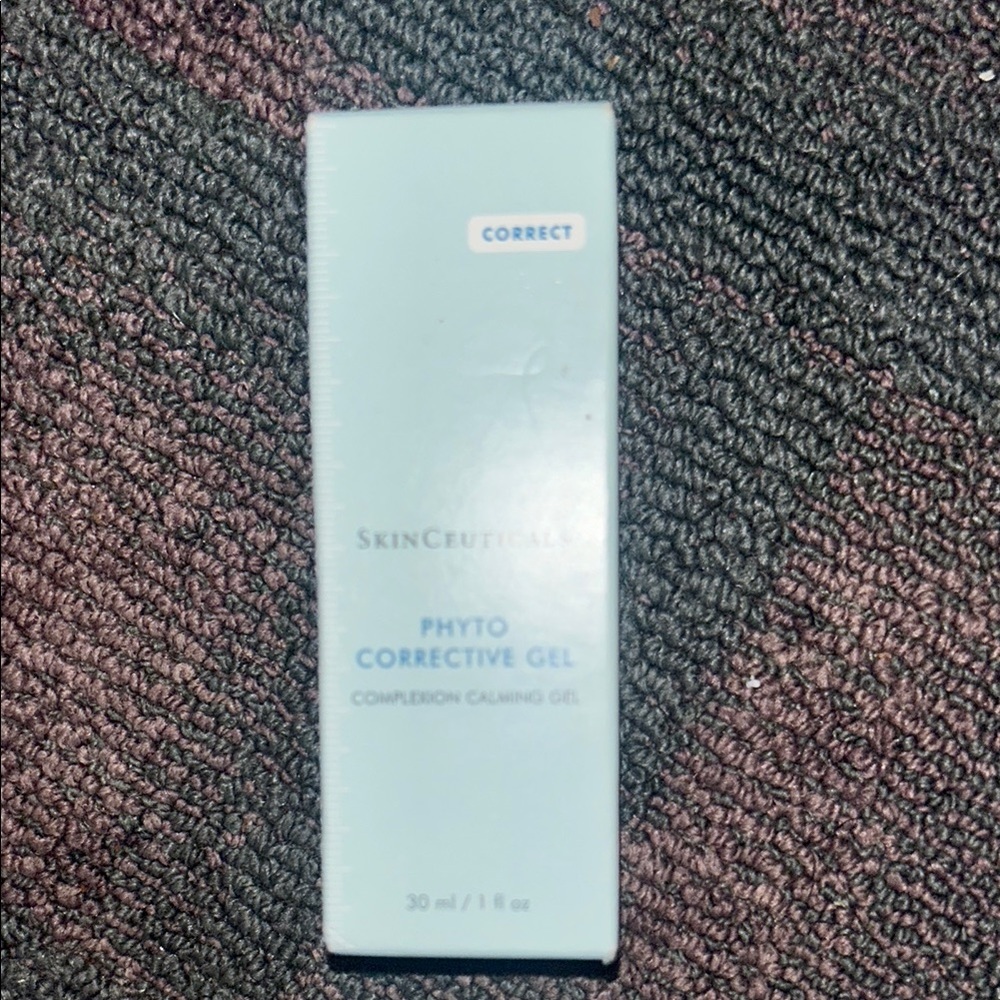 CORRECT
SKINCEUTICALS
PHYTO
CORRECTIVE GEL
COMPLEXION CALMING GEL
30 ml / 1 fl oz